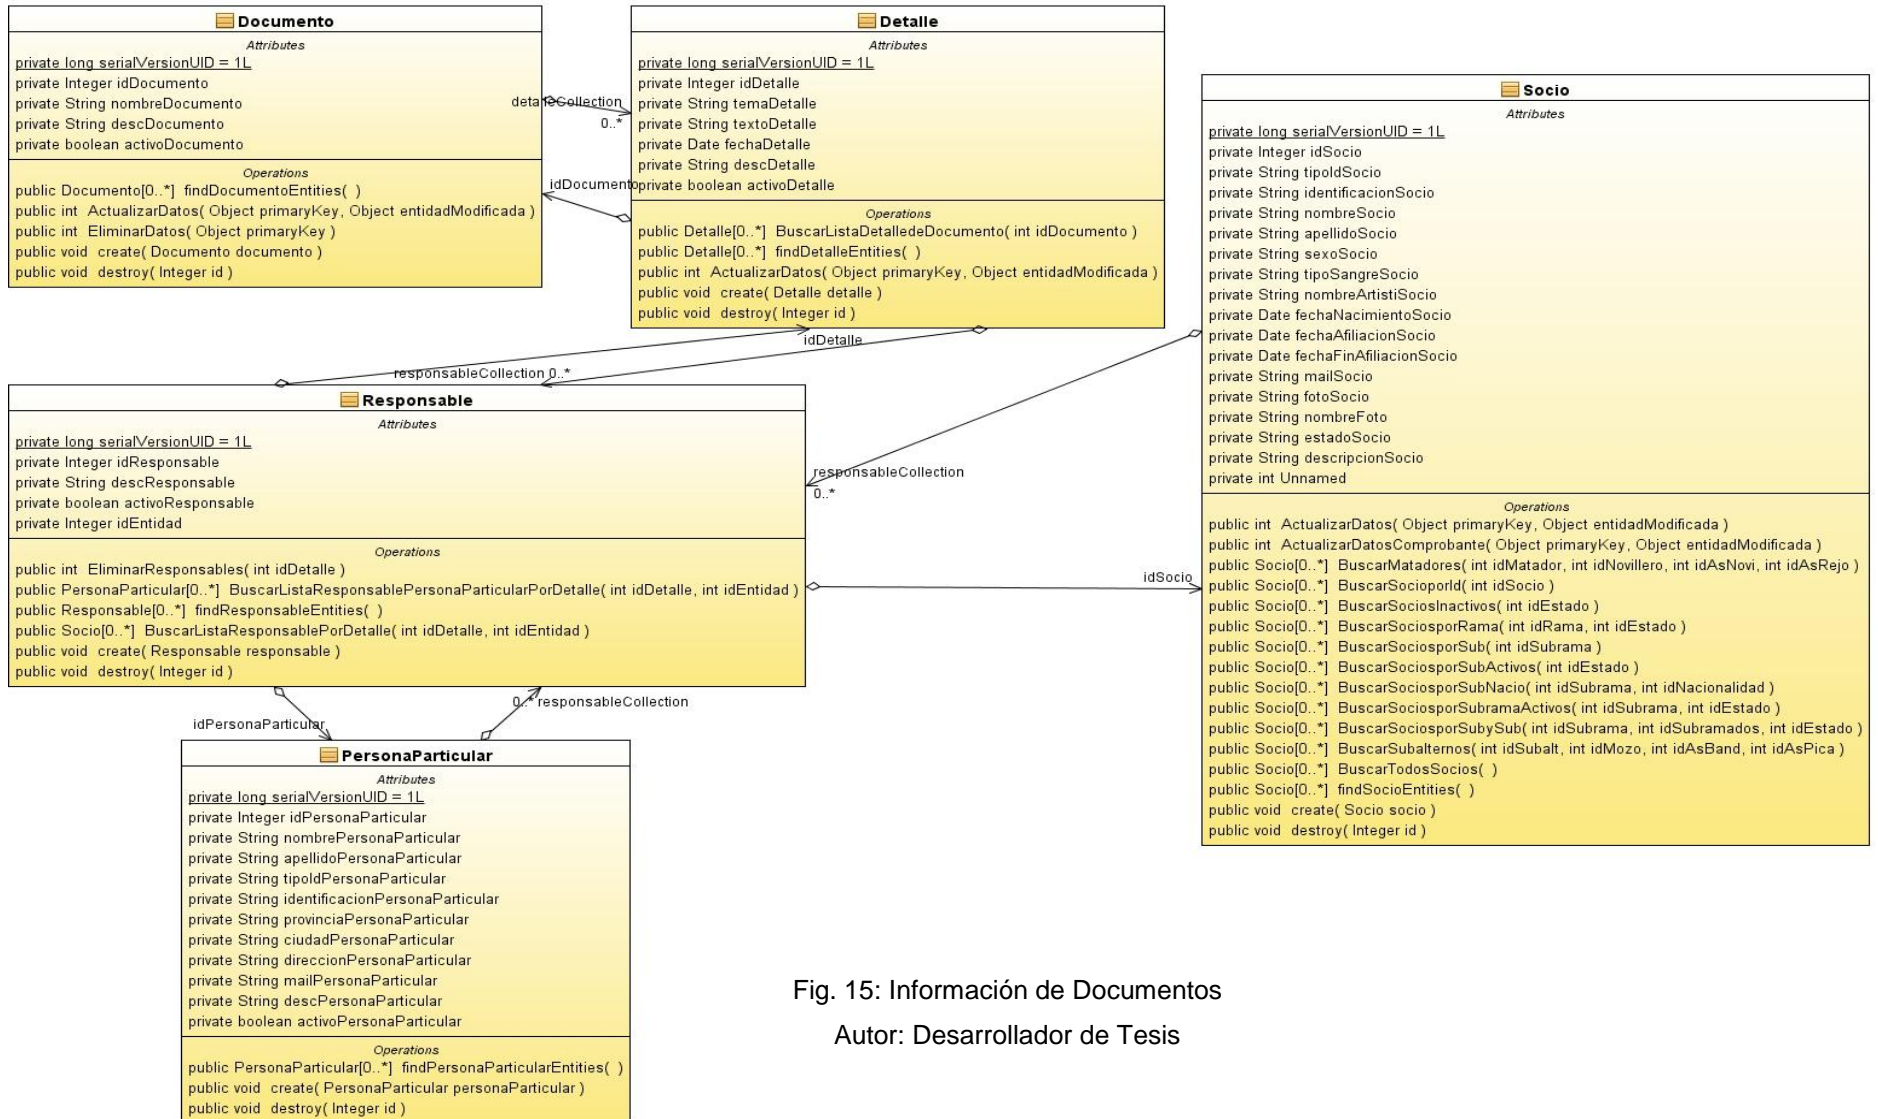 Documento
Attributes
private long serialVersionUID = 1L
private Integer idDocumento
private String nombreDocumento
private String descDocumento
private boolean activoDocumento
Operations
public Documento[0..*] findDocumentoEntities( )
public int ActualizarDatos( Object primaryKey, Object entidadModificada )
public int EliminarDatos( Object primaryKey )
public void create( Documento documento )
public void destroy( Integer id )
detalleCollection
0..*
idDocumento
Detalle
Attributes
private long serialVersionUID = 1L
private Integer idDetalle
private String temaDetalle
private String textoDetalle
private Date fechaDetalle
private String descDetalle
private boolean activoDetalle
Operations
public Detalle[0..*] BuscarListaDetalledeDocumento( int idDocumento )
public Detalle[0..*] findDetalleEntities( )
public int ActualizarDatos( Object primaryKey, Object entidadModificada )
public void create( Detalle detalle )
public void destroy( Integer id )
idDetalle
responsableCollection 0..*
Responsable
Attributes
private long serialVersionUID = 1L
private Integer idResponsable
private String descResponsable
private boolean activoResponsable
private Integer idEntidad
Operations
public int EliminarResponsables( int idDetalle )
public PersonaParticular[0..*] BuscarListaResponsablePersonaParticularPorDetalle( int idDetalle, int idEntidad )
public Responsable[0..*] findResponsableEntities( )
public Socio[0..*] BuscarListaResponsablePorDetalle( int idDetalle, int idEntidad )
public void create( Responsable responsable )
public void destroy( Integer id )
responsableCollection
0..*
idSocio
Socio
Attributes
private long serialVersionUID = 1L
private Integer idSocio
private String tipoIdSocio
private String identificacionSocio
private String nombreSocio
private String apellidoSocio
private String sexoSocio
private String tipoSangreSocio
private String nombreArtistiSocio
private Date fechaNacimientoSocio
private Date fechaAfiliacionSocio
private Date fechaFinAfiliacionSocio
private String mailSocio
private String fotoSocio
private String nombreFoto
private String estadoSocio
private String descripcionSocio
private int Unnamed
Operations
public int ActualizarDatos( Object primaryKey, Object entidadModificada )
public int ActualizarDatosComprobante( Object primaryKey, Object entidadModificada )
public Socio[0..*] BuscarMatadores( int idMatador, int idNovillero, int idAsNovi, int idAsRejo )
public Socio[0..*] BuscarSocioporId( int idSocio )
public Socio[0..*] BuscarSociosInactivos( int idEstado )
public Socio[0..*] BuscarSociosporRama( int idRama, int idEstado )
public Socio[0..*] BuscarSociosporSub( int idSubrama )
public Socio[0..*] BuscarSociosporSubActivos( int idEstado )
public Socio[0..*] BuscarSociosporSubNacio( int idSubrama, int idNacionalidad )
public Socio[0..*] BuscarSociosporSubramaActivos( int idSubrama, int idEstado )
public Socio[0..*] BuscarSociosporSubySub( int idSubrama, int idSubramados, int idEstado )
public Socio[0..*] BuscarSubalternos( int idSubalt, int idMozo, int idAsBand, int idAsPica )
public Socio[0..*] BuscarTodosSocios( )
public Socio[0..*] findSocioEntities( )
public void create( Socio socio )
public void destroy( Integer id )
idPersonaParticular
0..* responsableCollection
PersonaParticular
Attributes
private long serialVersionUID = 1L
private Integer idPersonaParticular
private String nombrePersonaParticular
private String apellidoPersonaParticular
private String tipoIdPersonaParticular
private String identificacionPersonaParticular
private String provinciaPersonaParticular
private String ciudadPersonaParticular
private String direccionPersonaParticular
private String mailPersonaParticular
private String descPersonaParticular
private boolean activoPersonaParticular
Operations
public PersonaParticular[0..*] findPersonaParticularEntities( )
public void create( PersonaParticular personaParticular )
public void destroy( Integer id )
Fig. 15: Información de Documentos
Autor: Desarrollador de Tesis